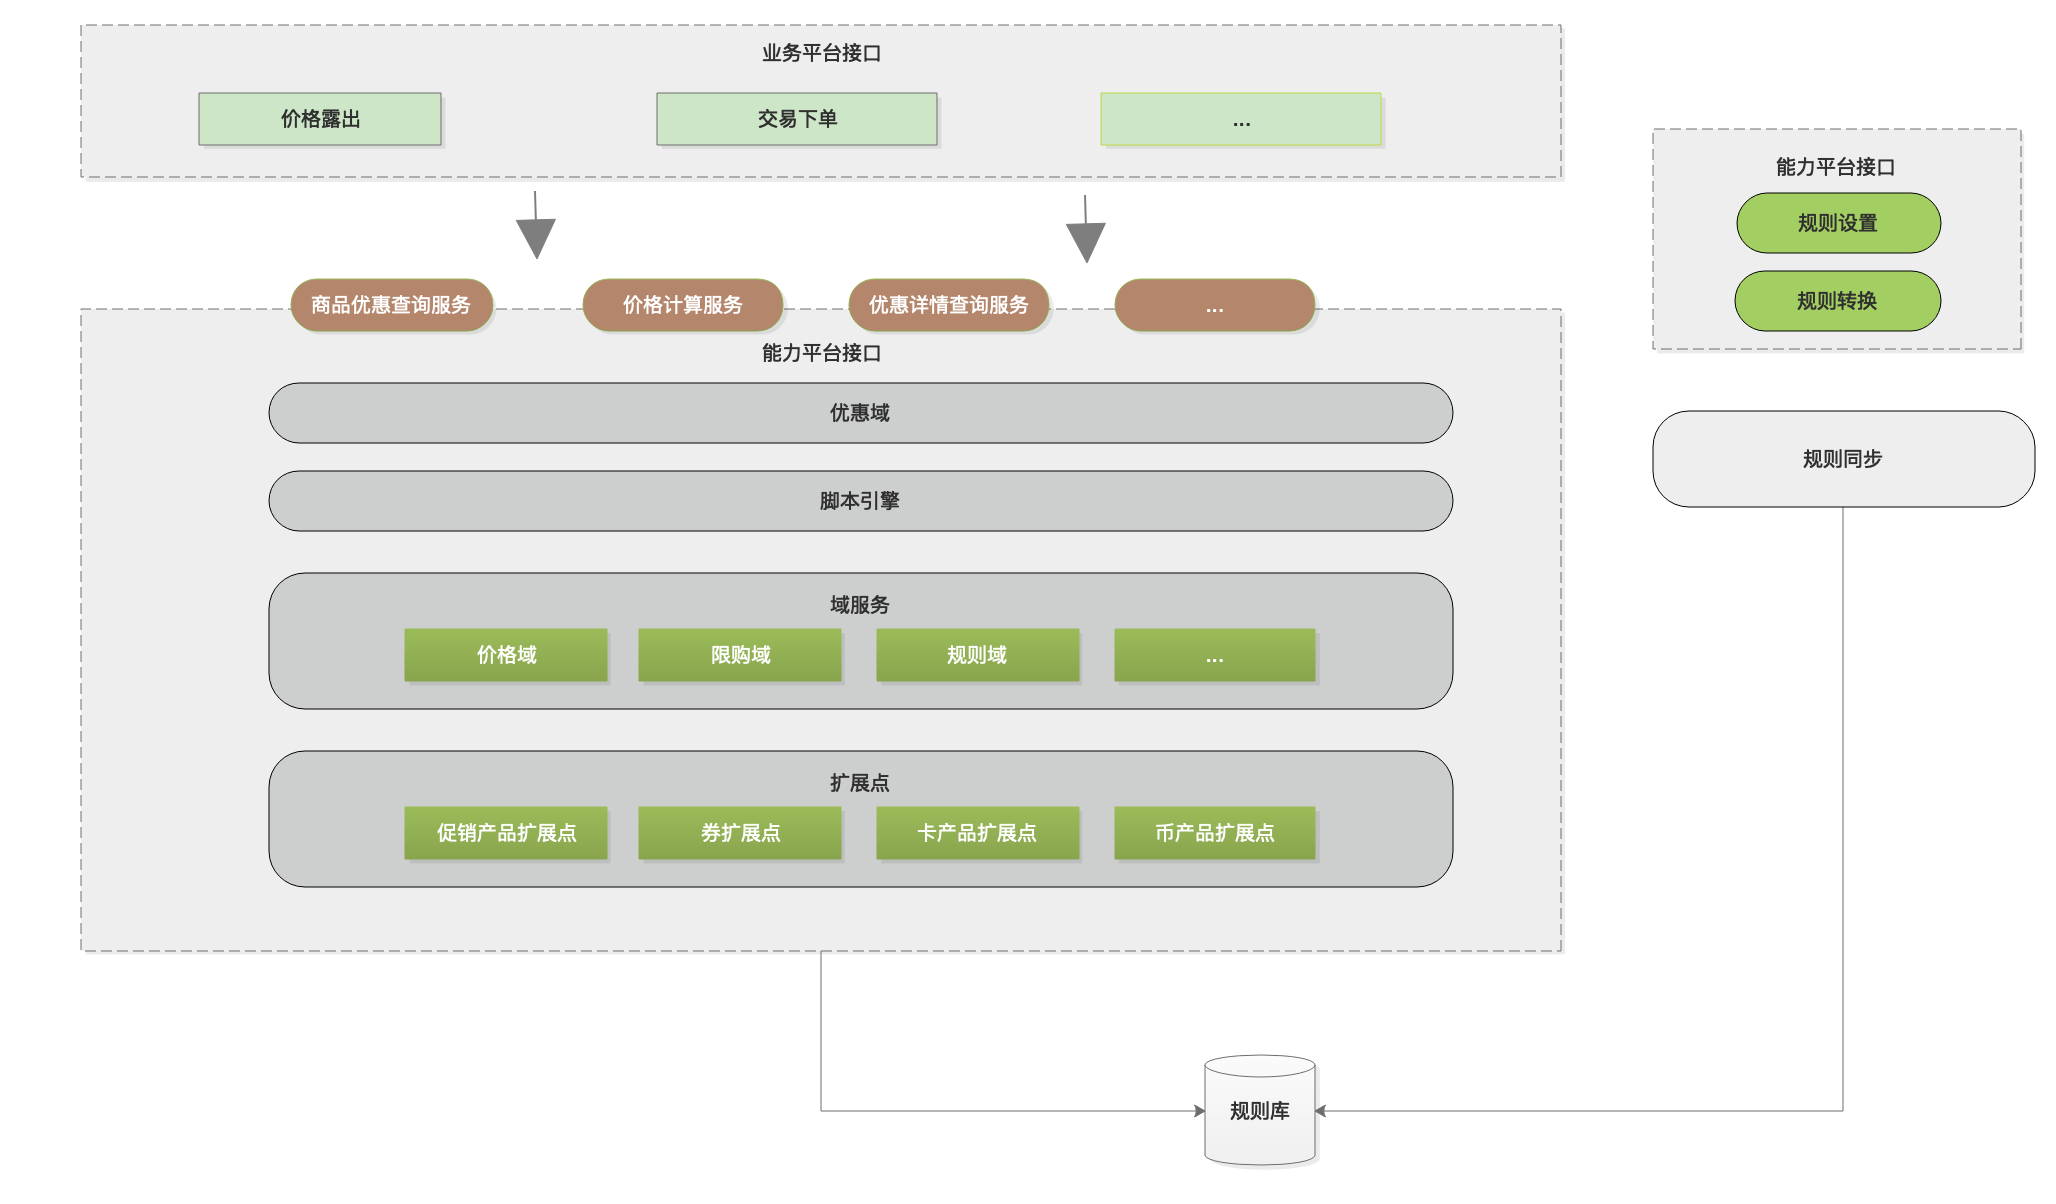 业务平台接口
价格露出
交易下单
...
能力平台接口
规则设置
规则转换
商品优惠查询服务
价格计算服务
优惠详情查询服务
...
能力平台接口
优惠域
脚本引擎
规则同步
域服务
价格域
限购域
规则域
...
扩展点
促销产品扩展点
券扩展点
卡产品扩展点
币产品扩展点
规则库